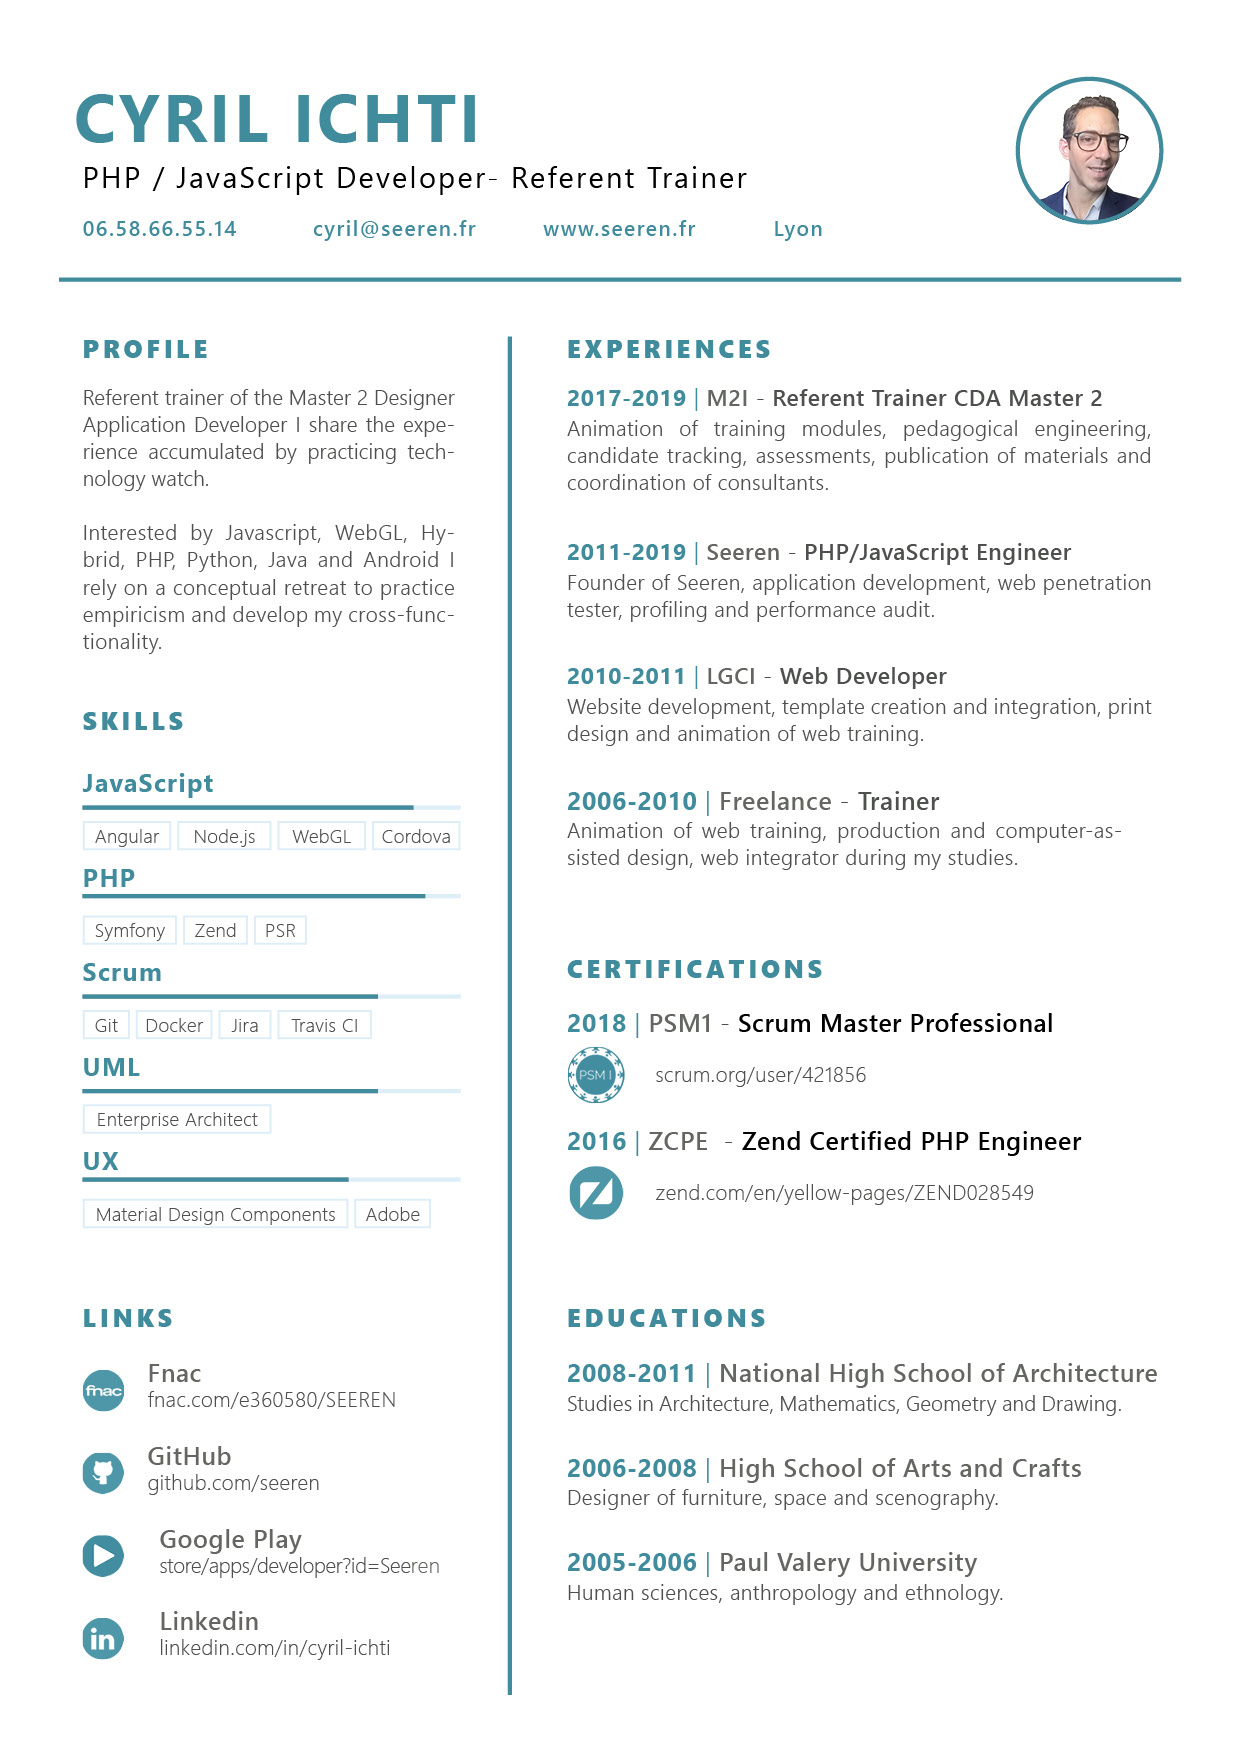 CYRIL ICHTI
PHP / JavaScript Developer- Referent Trainer
06.58.66.55.14 cyril@seeren.fr www.seeren.fr Lyon
PROFILE
Referent trainer of the Master 2 Designer
Application Developer I share the expe-
rience accumulated by practicing tech-
nology watch.
Interested by Javascript, WebGL, Hy-
brid, PHP, Python, Java and Android I
rely on a conceptual retreat to practice
empiricism and develop my cross-func-
tionality.
SKILLS
JavaScript
Angular Node.js WebGL Cordova
PHP
Symfony Zend PSR
Scrum
Git Docker Jira Travis CI
UML
Enterprise Architect
UX
Material Design Components Adobe
LINKS
fnac
Fnac
fnac.com/e360580/SEEREN
GitHub
github.com/seeren
Google Play
store/apps/developer?id=Seeren
in
Linkedin
linkedin.com/in/cyril-ichti
EXPERIENCES
2017-2019 | M2I - Referent Trainer CDA Master 2
Animation of training modules, pedagogical engineering,
candidate tracking, assessments, publication of materials and
coordination of consultants.
2011-2019 | Seeren - PHP/JavaScript Engineer
Founder of Seeren, application development, web penetration
tester, profiling and performance audit.
2010-2011 | LGCI - Web Developer
Website development, template creation and integration, print
design and animation of web training.
2006-2010 | Freelance - Trainer
Animation of web training, production and computer-as-
sisted design, web integrator during my studies.
CERTIFICATIONS
2018 | PSM1 - Scrum Master Professional
PSM I
scrum.org/user/421856
2016 | ZCPE - Zend Certified PHP Engineer
zend.com/en/yellow-pages/ZEND028549
EDUCATIONS
2008-2011 | National High School of Architecture
Studies in Architecture, Mathematics, Geometry and Drawing.
2006-2008 | High School of Arts and Crafts
Designer of furniture, space and scenography.
2005-2006 | Paul Valery University
Human sciences, anthropology and ethnology.